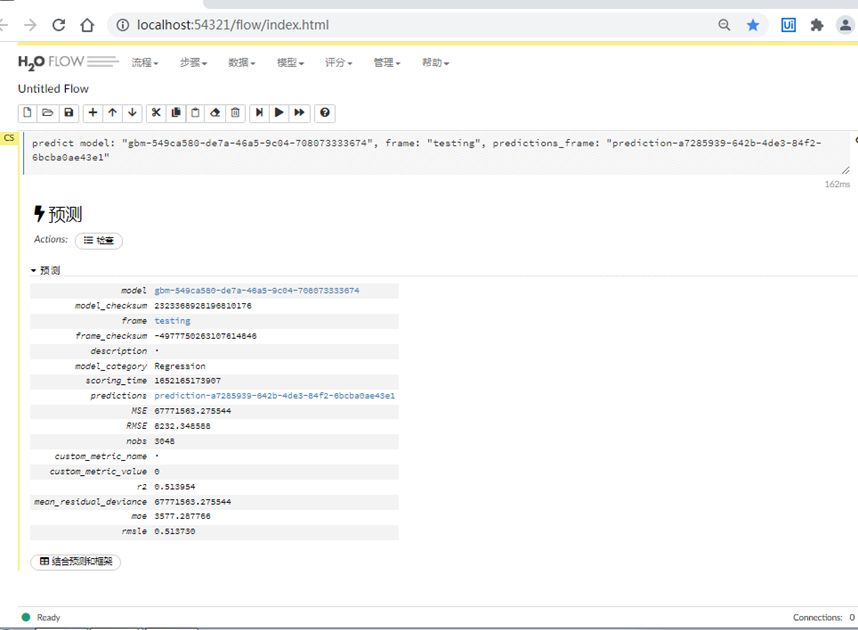 localhost:54321/flow/index.html
H2O FLOW 流程 步骤 数据 模型 评分 管理 帮助
Untitled Flow
CS
predict model: "gbm-549ca580-de7a-46a5-9c04-708073333674", frame: "testing", predictions_frame: "prediction-a7285939-642b-4de3-84f2-
6bcba0ae43e1"
162ms
预测
Actions: 检查
预测
model gbm-549ca580-de7a-46a5-9c04-708073333674
model_checksum 2323368928196810176
frame testing
frame_checksum -4977750263107614846
description ·
model_category Regression
scoring_time 1652165173907
predictions prediction-a7285939-642b-4de3-84f2-6bcba0ae43e1
MSE 67771563.275544
RMSE 8232.348588
nobs 3048
custom_metric_name ·
custom_metric_value 0
r2 0.513954
mean_residual_deviance 67771563.275544
mae 3577.287766
rmsle 0.513730
结合预测和框架
Ready
Connections: 0